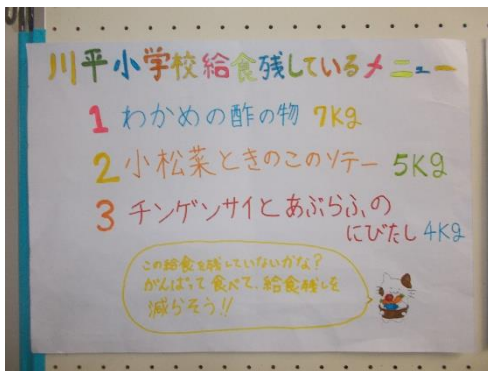 川平小学校給食残しているメニュー
1 わかめの酢の物 7Kg
2 小松菜ときのこのソテー 5Kg
3 チンゲンサイとあぶらふの
にびたし 4Kg
この給食を残していないかな?
がんばって食べて、給食残しを
減らそう!!